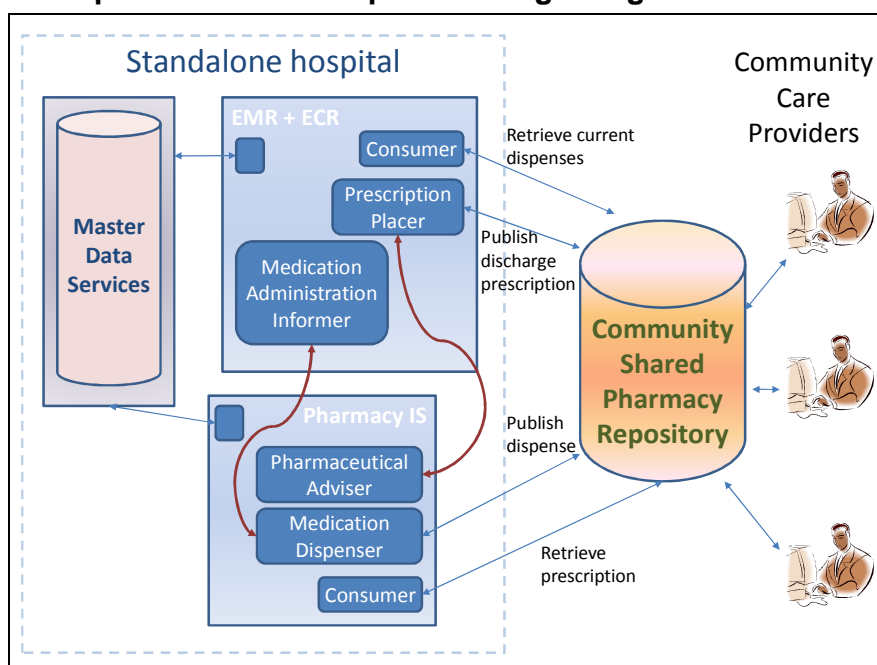 Standalone hospital
Community
Care
Providers
EMR + ECR
Consumer
Retrieve current
dispenses
Prescription
Placer
Master
Data
Services
Publish
discharge
prescription
Medication
Administration
Informer
Community
Shared
Pharmacy
Repository
Pharmacy IS
Publish
dispense
Pharmaceutical
Adviser
Medication
Dispenser
Retrieve
prescription
Consumer